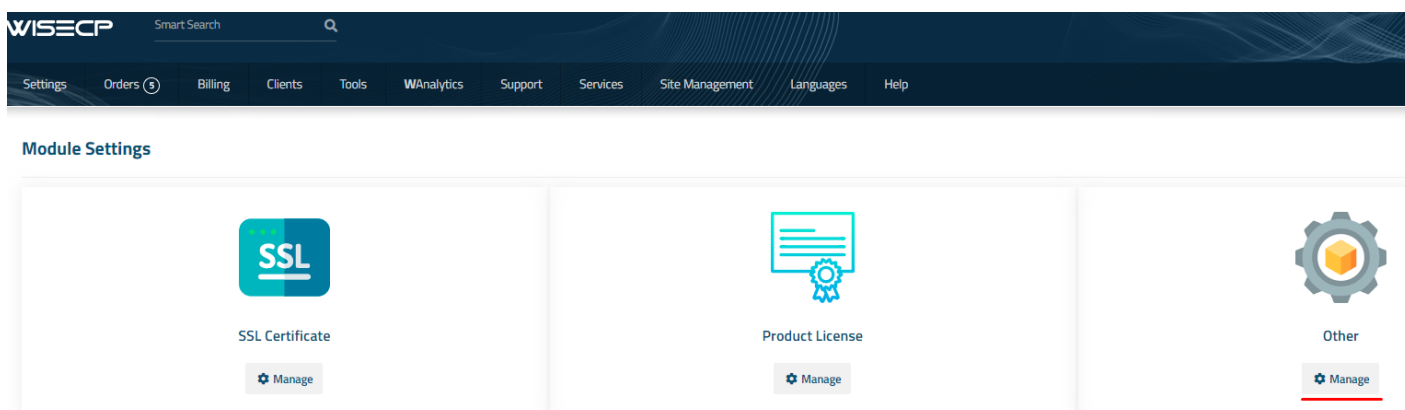 WISECP Smart Search
Settings Orders 5 Billing Clients Tools WAnalytics Support Services Site Management Languages Help
Module Settings
SSL
SSL Certificate Product License Other
Manage Manage Manage